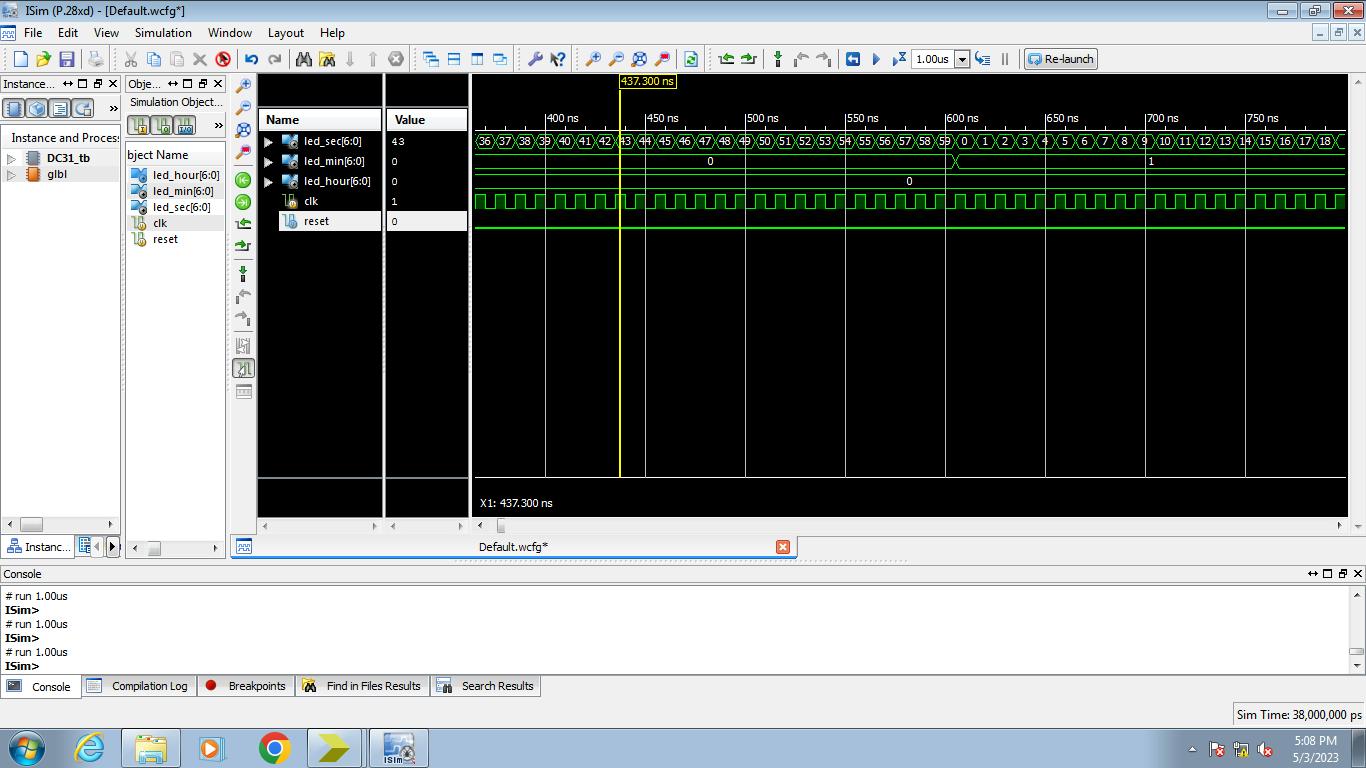 ISim (P.28xd) - [Default.wcfg*]
File Edit View Simulation Window Layout Help
1.00us Re-launch
Instance...
Obje...
Simulation Object...
Instance and Process
DC31_tb
glbl
bject Name
led_hour[6:0]
led_min[6:0]
led_sec[6:0]
clk
reset
Name Value
led_sec[6:0] 43
led_min[6:0] 0
led_hour[6:0] 0
clk 1
reset 0
437.300 ns
400 ns 450 ns 500 ns 550 ns 600 ns 650 ns 700 ns 750 ns
36 37 38 39 40 41 42 43 44 45 46 47 48 49 50 51 52 53 54 55 56 57 58 59 0 1 2 3 4 5 6 7 8 9 10 11 12 13 14 15 16 17 18
0 1
0
X1: 437.300 ns
Instanc...
Default.wcfg*
Console
# run 1.00us
ISim>
# run 1.00us
ISim>
# run 1.00us
ISim>
Console Compilation Log Breakpoints Find in Files Results Search Results
Sim Time: 38,000,000 ps
ISim
5:08 PM
5/3/2023